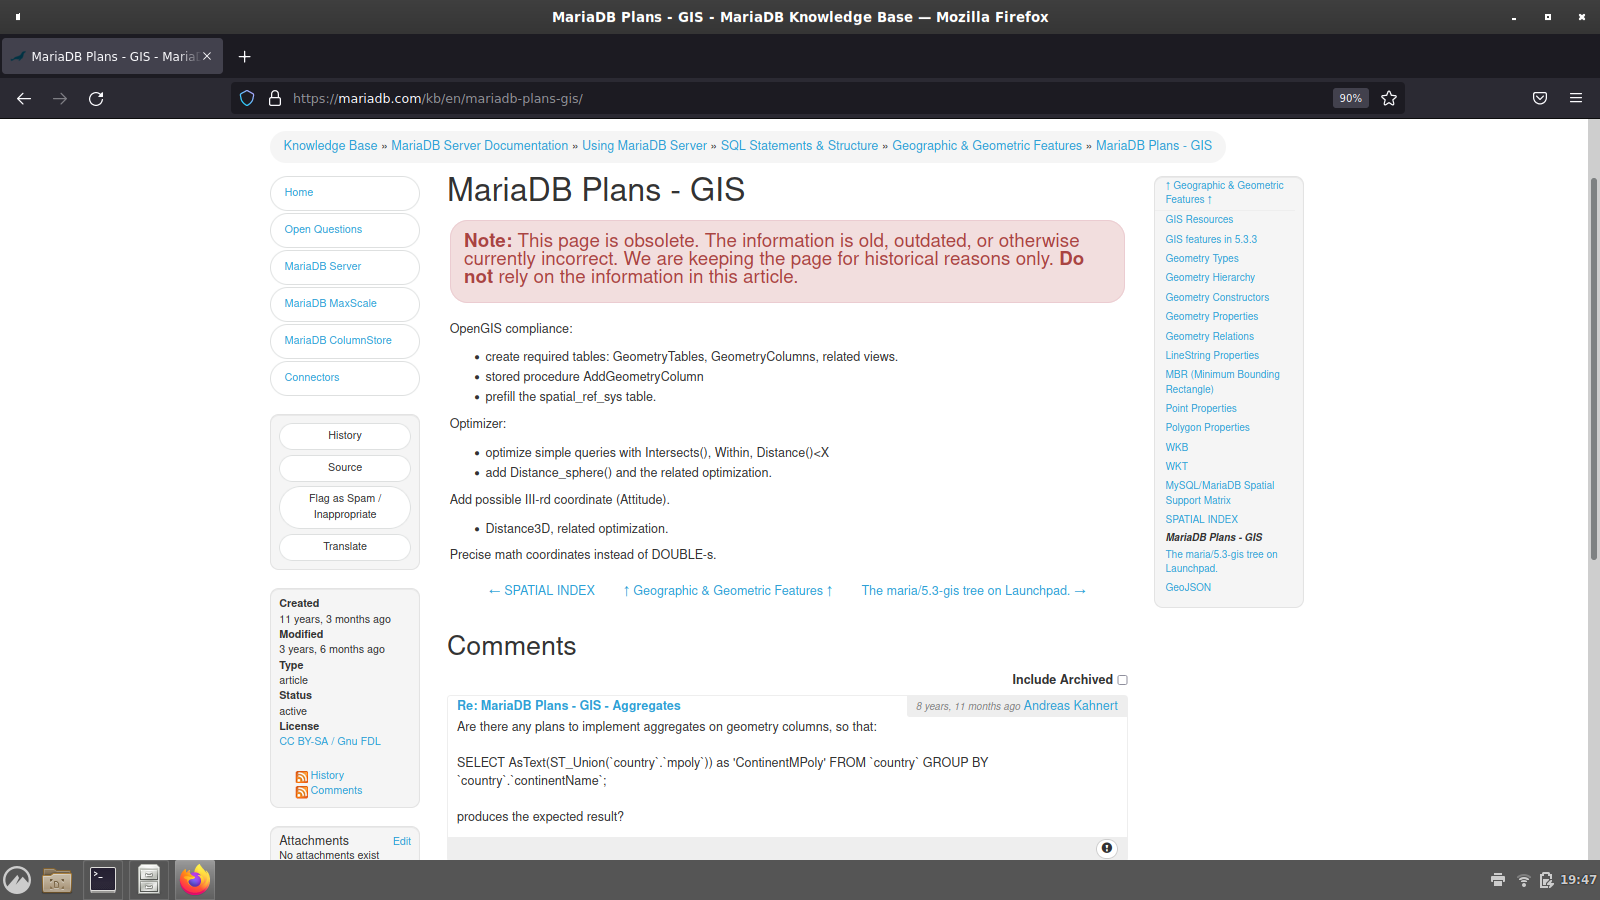 MariaDB Plans - GIS - MariaDB Knowledge Base — Mozilla Firefox
MariaDB Plans - GIS - Maria
https://mariadb.com/kb/en/mariadb-plans-gis/
90%
Knowledge Base » MariaDB Server Documentation » Using MariaDB Server » SQL Statements & Structure » Geographic & Geometric Features » MariaDB Plans - GIS
Home
Open Questions
MariaDB Server
MariaDB MaxScale
MariaDB ColumnStore
Connectors
History
Source
Flag as Spam /
Inappropriate
Translate
Created
11 years, 3 months ago
Modified
3 years, 6 months ago
Type
article
Status
active
License
CC BY-SA / Gnu FDL
History
Comments
Attachments
Edit
No attachments exist
MariaDB Plans - GIS
Note: This page is obsolete. The information is old, outdated, or otherwise
currently incorrect. We are keeping the page for historical reasons only. Do
not rely on the information in this article.
OpenGIS compliance:
• create required tables: GeometryTables, GeometryColumns, related views.
• stored procedure AddGeometryColumn
• prefill the spatial_ref_sys table.
Optimizer:
• optimize simple queries with Intersects(), Within, Distance()<X
• add Distance_sphere() and the related optimization.
Add possible III-rd coordinate (Attitude).
• Distance3D, related optimization.
Precise math coordinates instead of DOUBLE-s.
← SPATIAL INDEX ↑ Geographic & Geometric Features ↑ The maria/5.3-gis tree on Launchpad. →
Comments
Include Archived
Re: MariaDB Plans - GIS - Aggregates
8 years, 11 months ago Andreas Kahnert
Are there any plans to implement aggregates on geometry columns, so that:
SELECT AsText(ST_Union(`country`.`mpoly`)) as 'ContinentMPoly' FROM `country` GROUP BY
`country`.`continentName`;
produces the expected result?
↑ Geographic & Geometric
Features ↑
GIS Resources
GIS features in 5.3.3
Geometry Types
Geometry Hierarchy
Geometry Constructors
Geometry Properties
Geometry Relations
LineString Properties
MBR (Minimum Bounding
Rectangle)
Point Properties
Polygon Properties
WKB
WKT
MySQL/MariaDB Spatial
Support Matrix
SPATIAL INDEX
MariaDB Plans - GIS
The maria/5.3-gis tree on
Launchpad.
GeoJSON
19:47